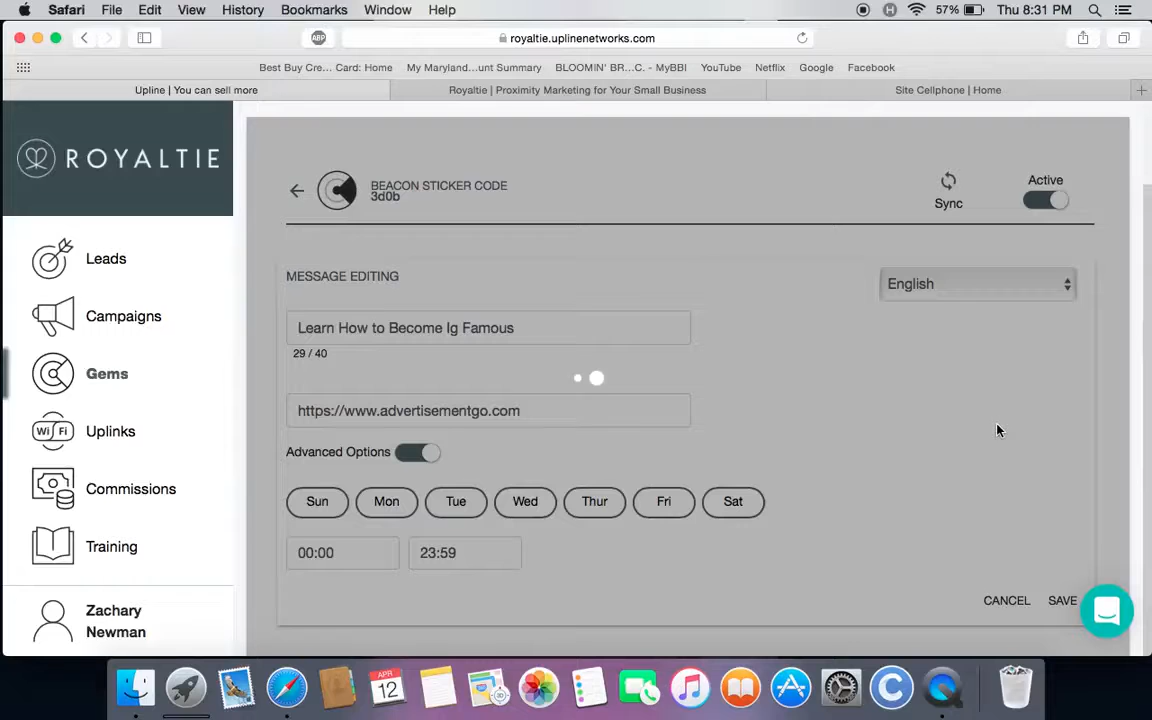 Safari File Edit View History Bookmarks Window Help 57% Thu 8:31 PM
ABP royaltie.uplinenetworks.com
Best Buy Cre... Card: Home My Maryland....unt Summary BLOOMIN' BR...C. - MyBBI YouTube Netflix Google Facebook
Upline | You can sell more Royaltie | Proximity Marketing for Your Small Business Site Cellphone | Home
ROYALTIE
Leads
Campaigns
Gems
Wi Fi Uplinks
Commissions
Training
Zachary
Newman
BEACON STICKER CODE
3d0b
Sync
Active
MESSAGE EDITING
English
Learn How to Become Ig Famous
29 / 40
https://www.advertisementgo.com
Advanced Options
Sun Mon Tue Wed Thur Fri Sat
00:00 23:59
CANCEL SAVE
APR
12